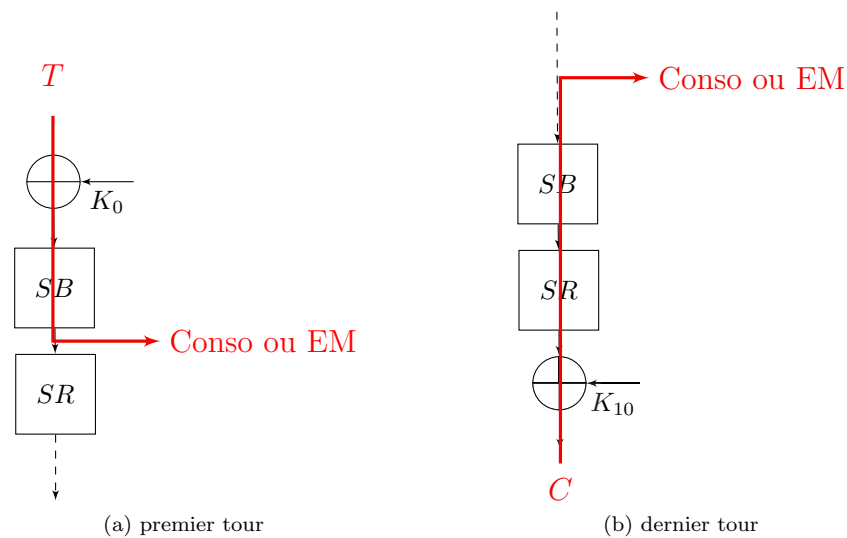 T
K₀
SB
Conso ou EM
SR
(a) premier tour
Conso ou EM
SB
SR
K₁₀
C
(b) dernier tour